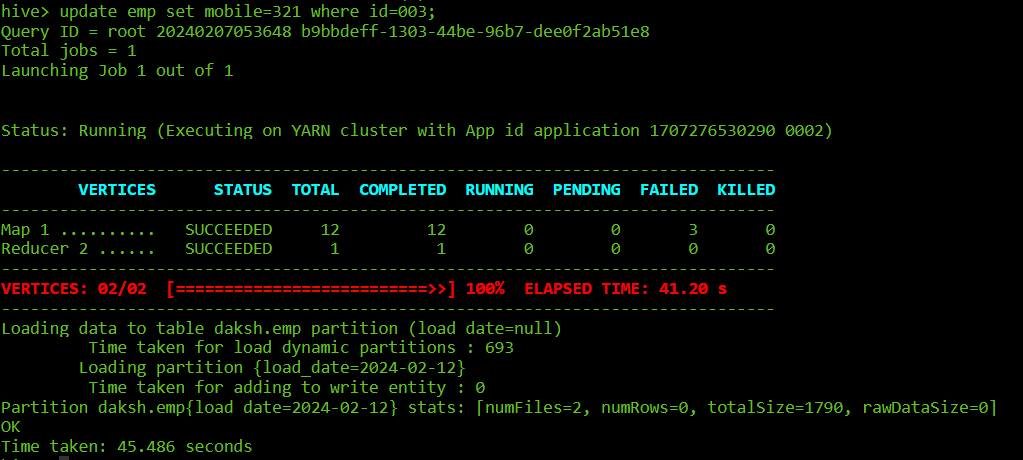 hive> update emp set mobile=321 where id=003;
Query ID = root 20240207053648 b9bbdeff-1303-44be-96b7-dee0f2ab51e8
Total jobs = 1
Launching Job 1 out of 1
Status: Running (Executing on YARN cluster with App id application 1707276530290 0002)
--------------------------------------------------------------------------------
VERTICES STATUS TOTAL COMPLETED RUNNING PENDING FAILED KILLED
--------------------------------------------------------------------------------
Map 1 .......... SUCCEEDED 12 12 0 0 3 0
Reducer 2 ...... SUCCEEDED 1 1 0 0 0 0
--------------------------------------------------------------------------------
VERTICES: 02/02 [==========================>>] 100% ELAPSED TIME: 41.20 s
--------------------------------------------------------------------------------
Loading data to table daksh.emp partition (load date=null)
Time taken for load dynamic partitions : 693
Loading partition {load_date=2024-02-12}
Time taken for adding to write entity : 0
Partition daksh.emp{load date=2024-02-12} stats: [numFiles=2, numRows=0, totalSize=1790, rawDataSize=0]
OK
Time taken: 45.486 seconds